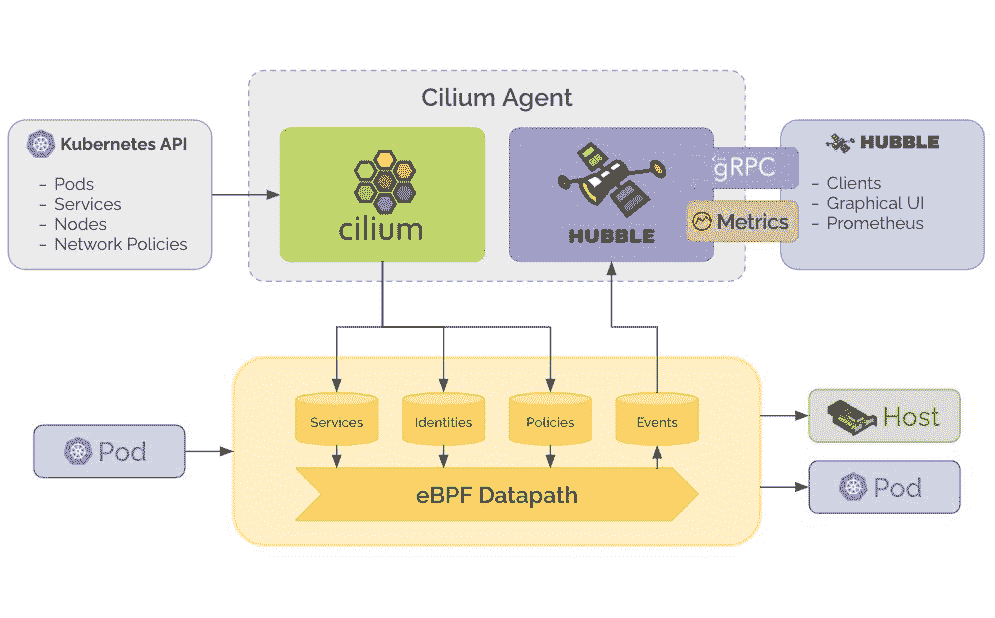 Cilium Agent
Kubernetes API
- Pods
- Services
- Nodes
- Network Policies
cilium
HUBBLE
gRPC
Metrics
HUBBLE
- Clients
- Graphical UI
- Prometheus
Services
Identities
Policies
Events
eBPF Datapath
Pod
Host
Pod